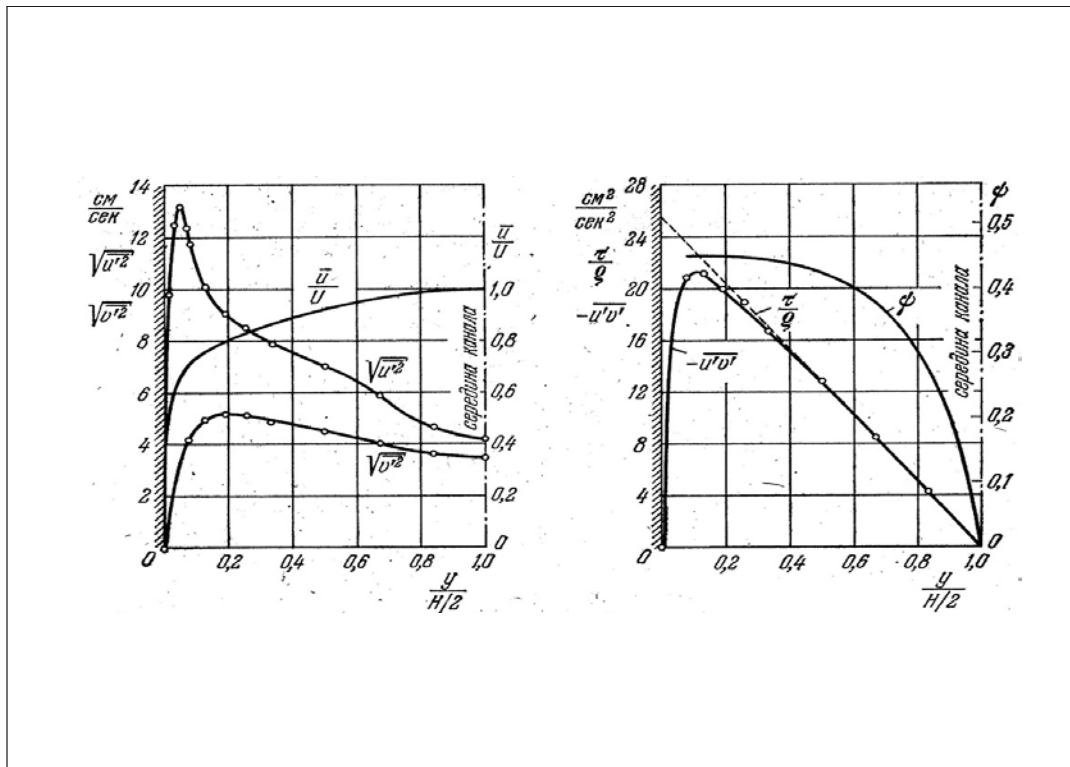 14
см
сек
12
√u'²
√v'²
10
8
6
4
2
0
0,2
0,4
0,6
0,8
1,0
y
H/2
ū
U
1,0
0,8
0,6
0,4
0,2
0
ū
U
√u'²
√v'²
середина канала
28
см²
сек²
24
τ
ϱ
20
-u'v'
16
12
8
4
0
0,2
0,4
0,6
0,8
1,0
y
H/2
ψ
0,5
0,4
0,3
0,2
0,1
0
τ
ϱ
ψ
-u'v'
середина канала